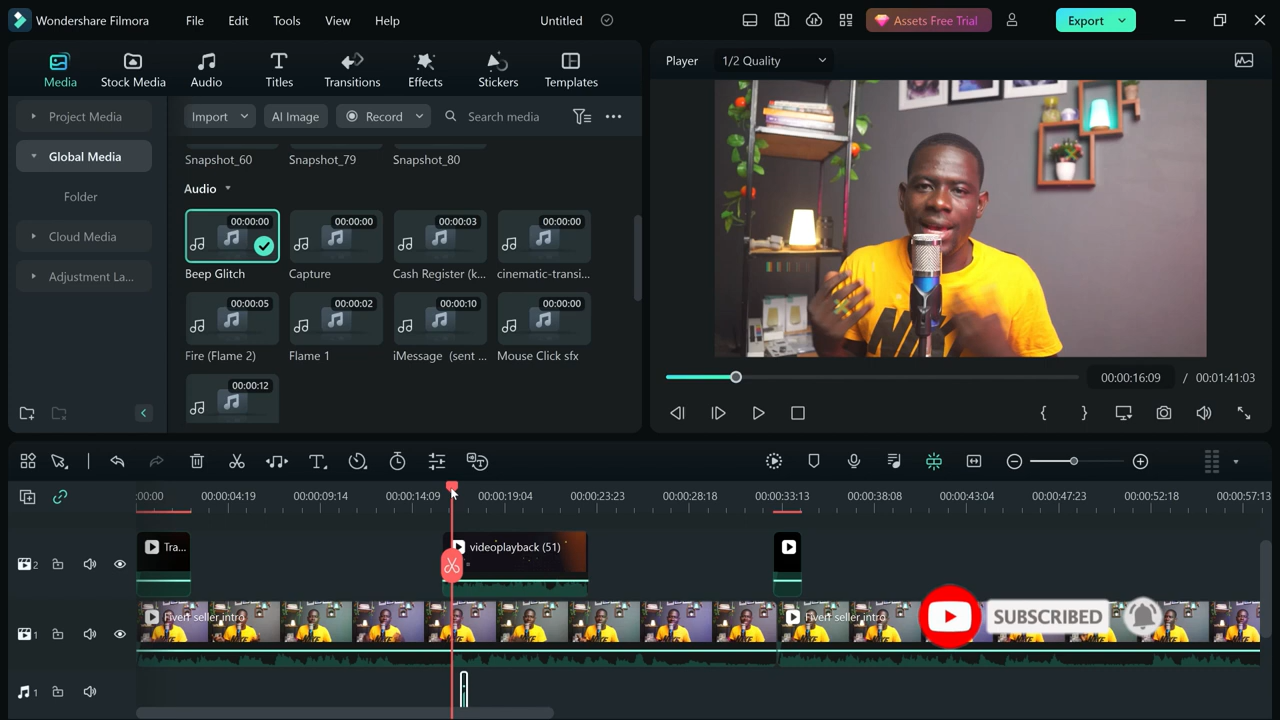 Wondershare Filmora File Edit Tools View Help Untitled Assets Free Trial Export
Media Stock Media Audio Titles Transitions Effects Stickers Templates
Player 1/2 Quality
Project Media
Global Media
Folder
Cloud Media
Adjustment La...
Import AI Image Record Search media
Snapshot_60 Snapshot_79 Snapshot_80
Audio
00:00:00 00:00:00 00:00:03 00:00:00
Beep Glitch Capture Cash Register (k... cinematic-transi...
00:00:05 00:00:02 00:00:10 00:00:00
Fire (Flame 2) Flame 1 iMessage (sent ... Mouse Click sfx
00:00:12
00:00:16:09 / 00:01:41:03
:00:00 00:00:04:19 00:00:09:14 00:00:14:09 00:00:19:04 00:00:23:23 00:00:28:18 00:00:33:13 00:00:38:08 00:00:43:04 00:00:47:23 00:00:52:18 00:00:57:13
2 Tra... videoplayback (51)
1 Fiverr seller intro Fiverr seller intro
SUBSCRIBED
1